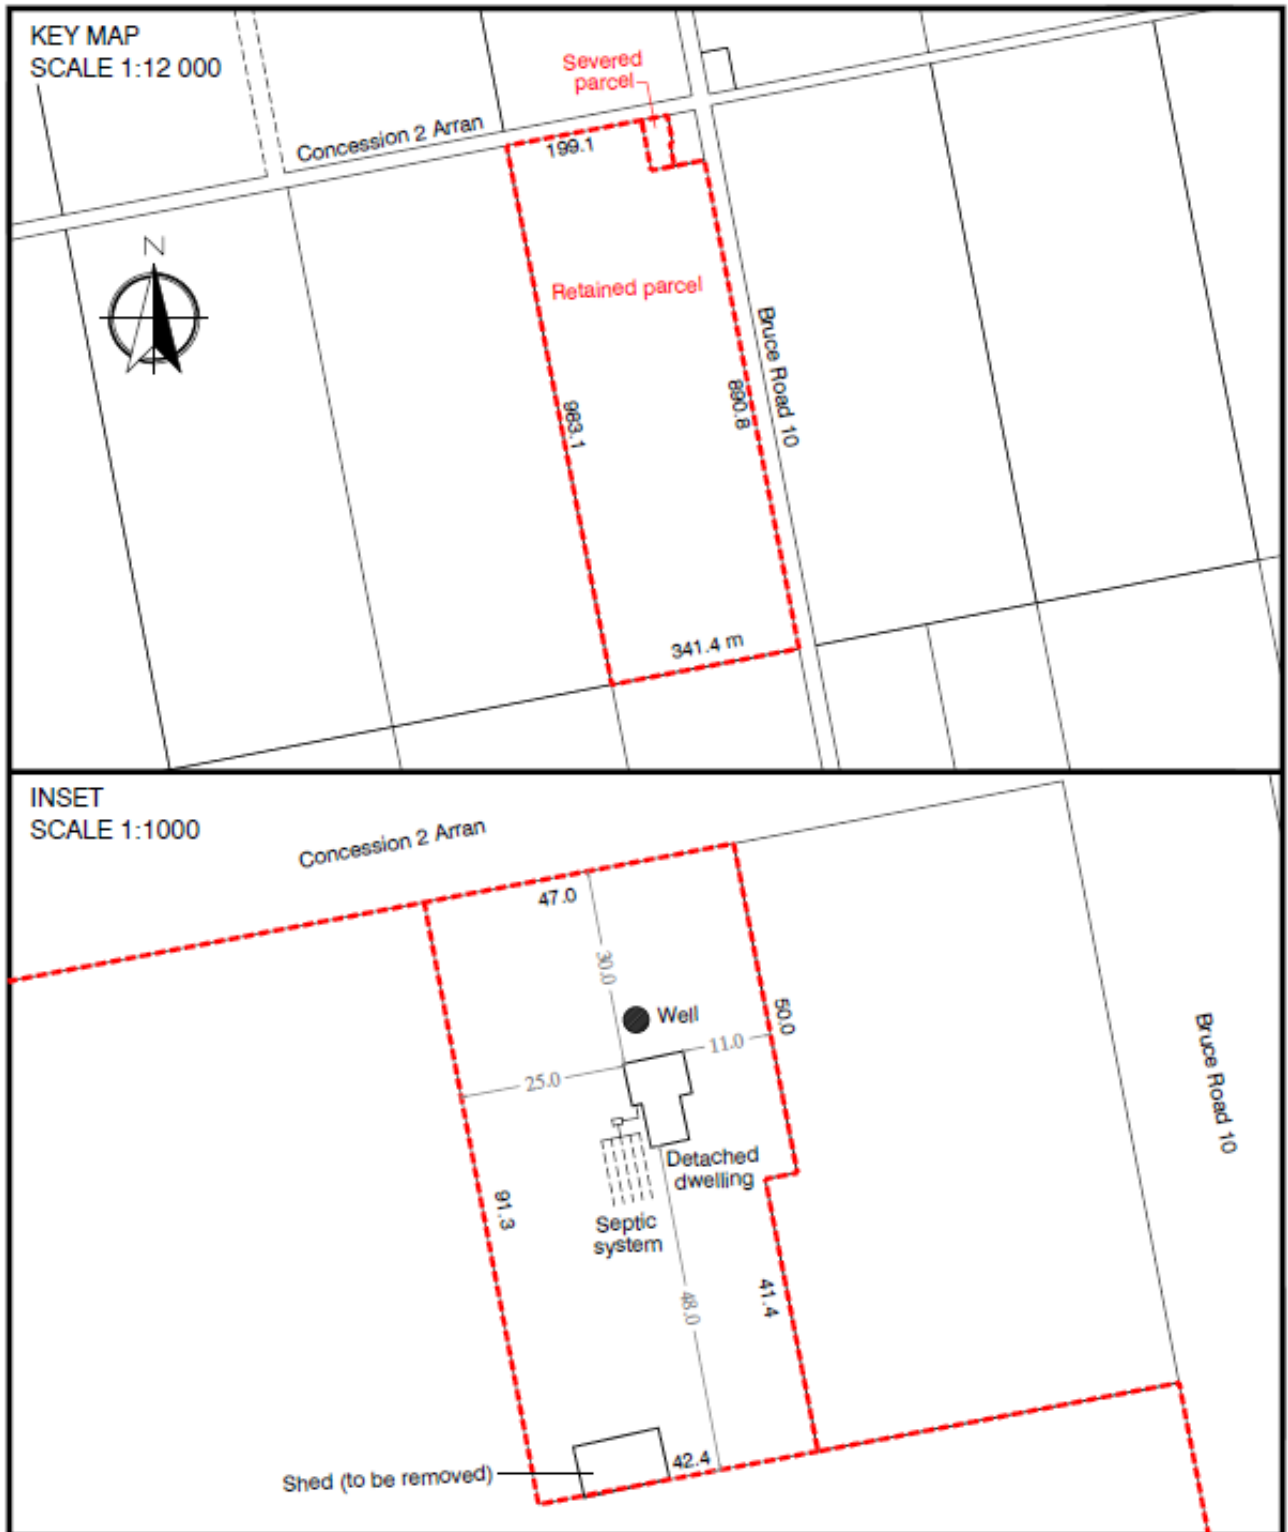 KEY MAP
SCALE 1:12 000
Severed
parcel
Concession 2 Arran
199.1
N
Retained parcel
Bruce Road 10
983.1
890.8
341.4 m
INSET
SCALE 1:1000
Concession 2 Arran
47.0
30.0
Well
50.0
11.0
25.0
Bruce Road 10
Detached
dwelling
91.3
Septic
system
48.0
41.4
42.4
Shed (to be removed)